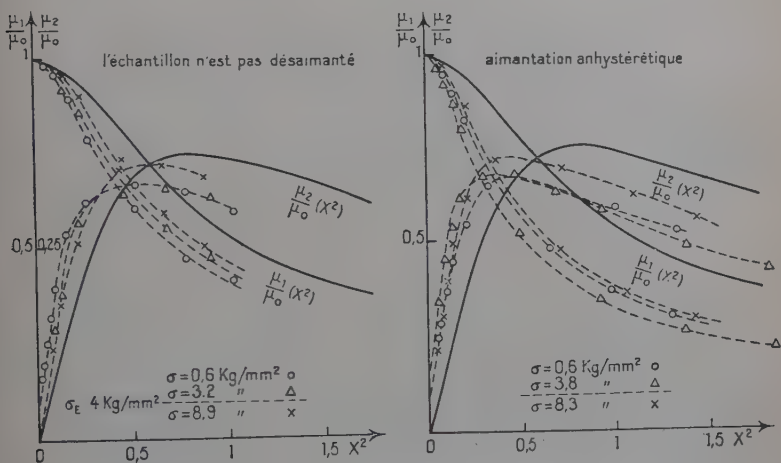 μ₁/μ₀ μ₂/μ₀
1
l'échantillon n'est pas désaimanté
μ₂/μ₀ (X²)
0,5 0,25
μ₁/μ₀ (X²)
σ=0,6 Kg/mm² ○
σ_E 4 Kg/mm² σ=3,2 " △
σ=8,9 " ×
0 0,5 1 1,5 X²
μ₁/μ₀ μ₂/μ₀
1
aimantation anhystérétique
μ₂/μ₀ (X²)
0,5
μ₁/μ₀ (X²)
σ=0,6 Kg/mm² ○
σ=3,8 " △
σ=8,3 " ×
0 0,5 1 1,5 X²